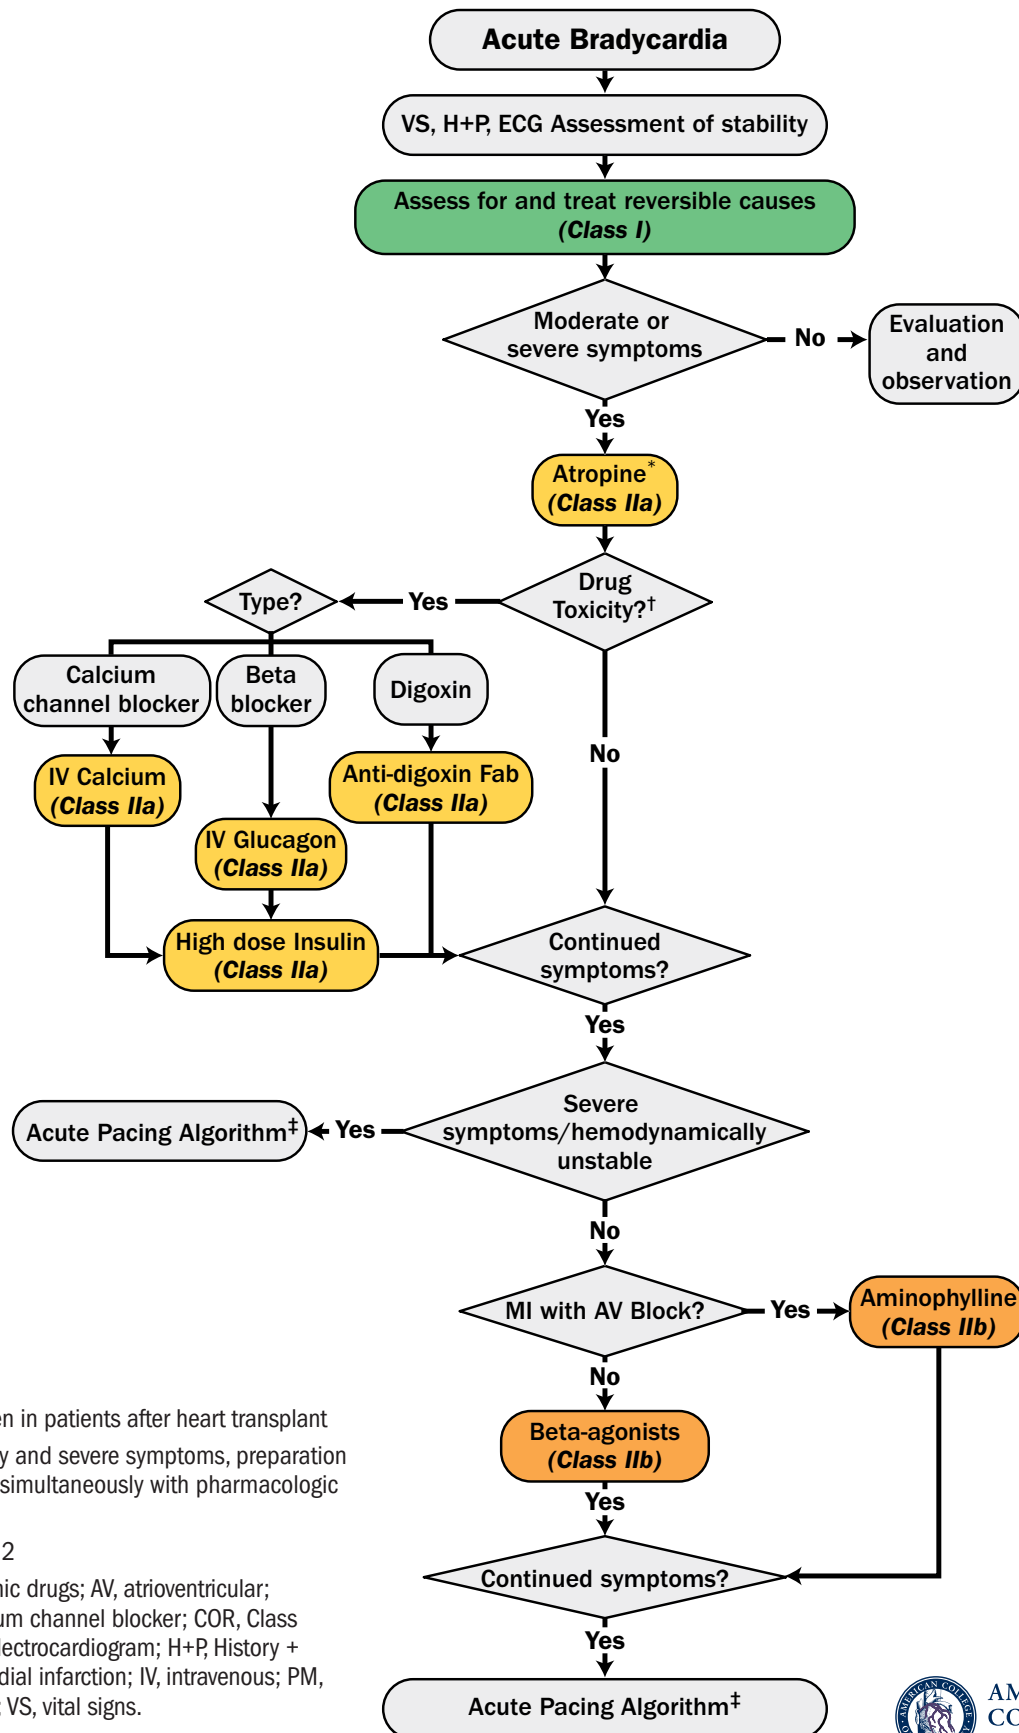 Acute Bradycardia
VS, H+P, ECG Assessment of stability
Assess for and treat reversible causes
(Class I)
Moderate or
severe symptoms
No
Evaluation
and
observation
Yes
Atropine*
(Class IIa)
Drug
Toxicity?†
Yes
Type?
Calcium
channel blocker
Beta
blocker
Digoxin
No
IV Calcium
(Class IIa)
Anti-digoxin Fab
(Class IIa)
IV Glucagon
(Class IIa)
High dose Insulin
(Class IIa)
Continued
symptoms?
Yes
Severe
symptoms/hemodynamically
unstable
Yes
Acute Pacing Algorithm‡
No
MI with AV Block?
Yes
Aminophylline
(Class IIb)
No
Beta-agonists
(Class IIb)
Yes
Continued symptoms?
Yes
Acute Pacing Algorithm‡
en in patients after heart transplant
y and severe symptoms, preparation
simultaneously with pharmacologic
2
nic drugs; AV, atrioventricular;
um channel blocker; COR, Class
lectrocardiogram; H+P, History +
dial infarction; IV, intravenous; PM,
; VS, vital signs.
AMERICAN COLLEGE
AM
CO